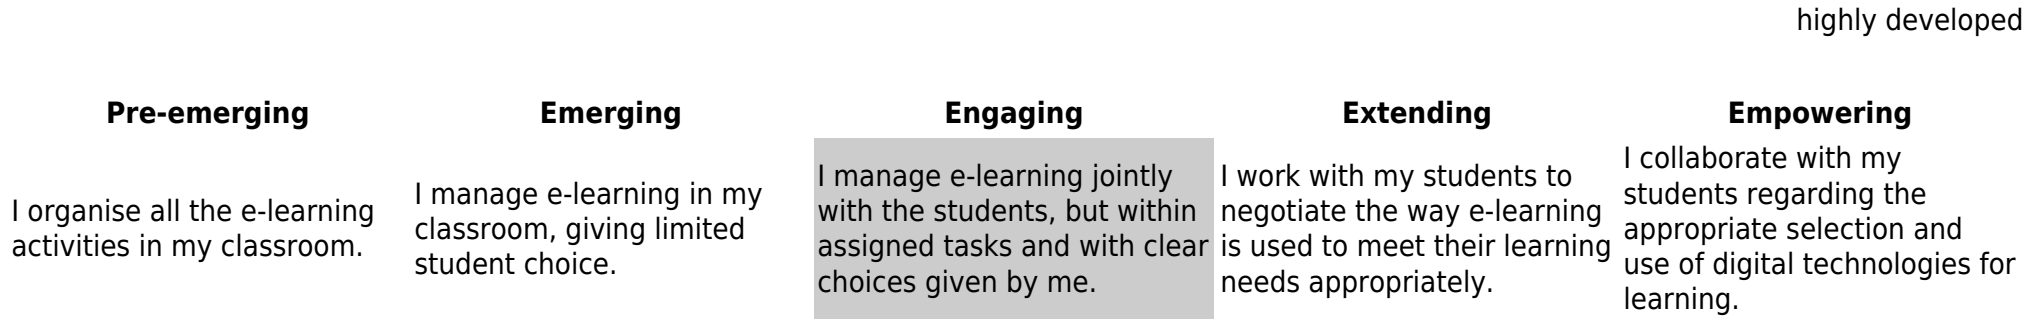 highly developed
Pre-emerging
Emerging
Engaging
Extending
Empowering
I organise all the e-learning
activities in my classroom.
I manage e-learning in my
classroom, giving limited
student choice.
I manage e-learning jointly
with the students, but within
assigned tasks and with clear
choices given by me.
I work with my students to
negotiate the way e-learning
is used to meet their learning
needs appropriately.
I collaborate with my
students regarding the
appropriate selection and
use of digital technologies for
learning.